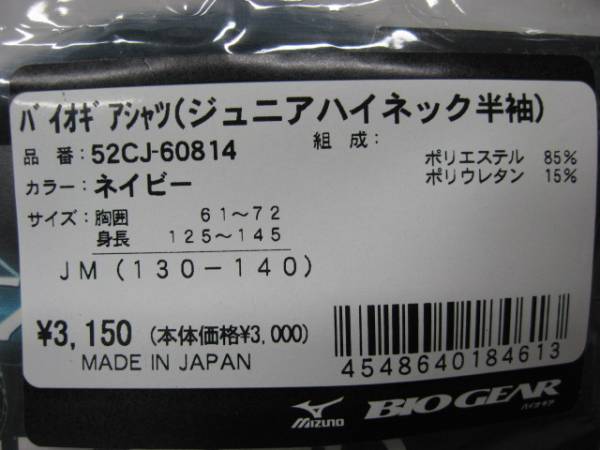 バイオギアシャツ(ジュニアハイネック半袖)
品 番:52CJ-60814
組 成:
ポリエステル 85%
ポリウレタン 15%
カラー:ネイビー
サイズ:胸囲 61〜72
身長 125〜145
JM(130-140)
¥3,150 (本体価格¥3,000)
MADE IN JAPAN
4548640184613
Mizuno BIO GEAR
バイオギア